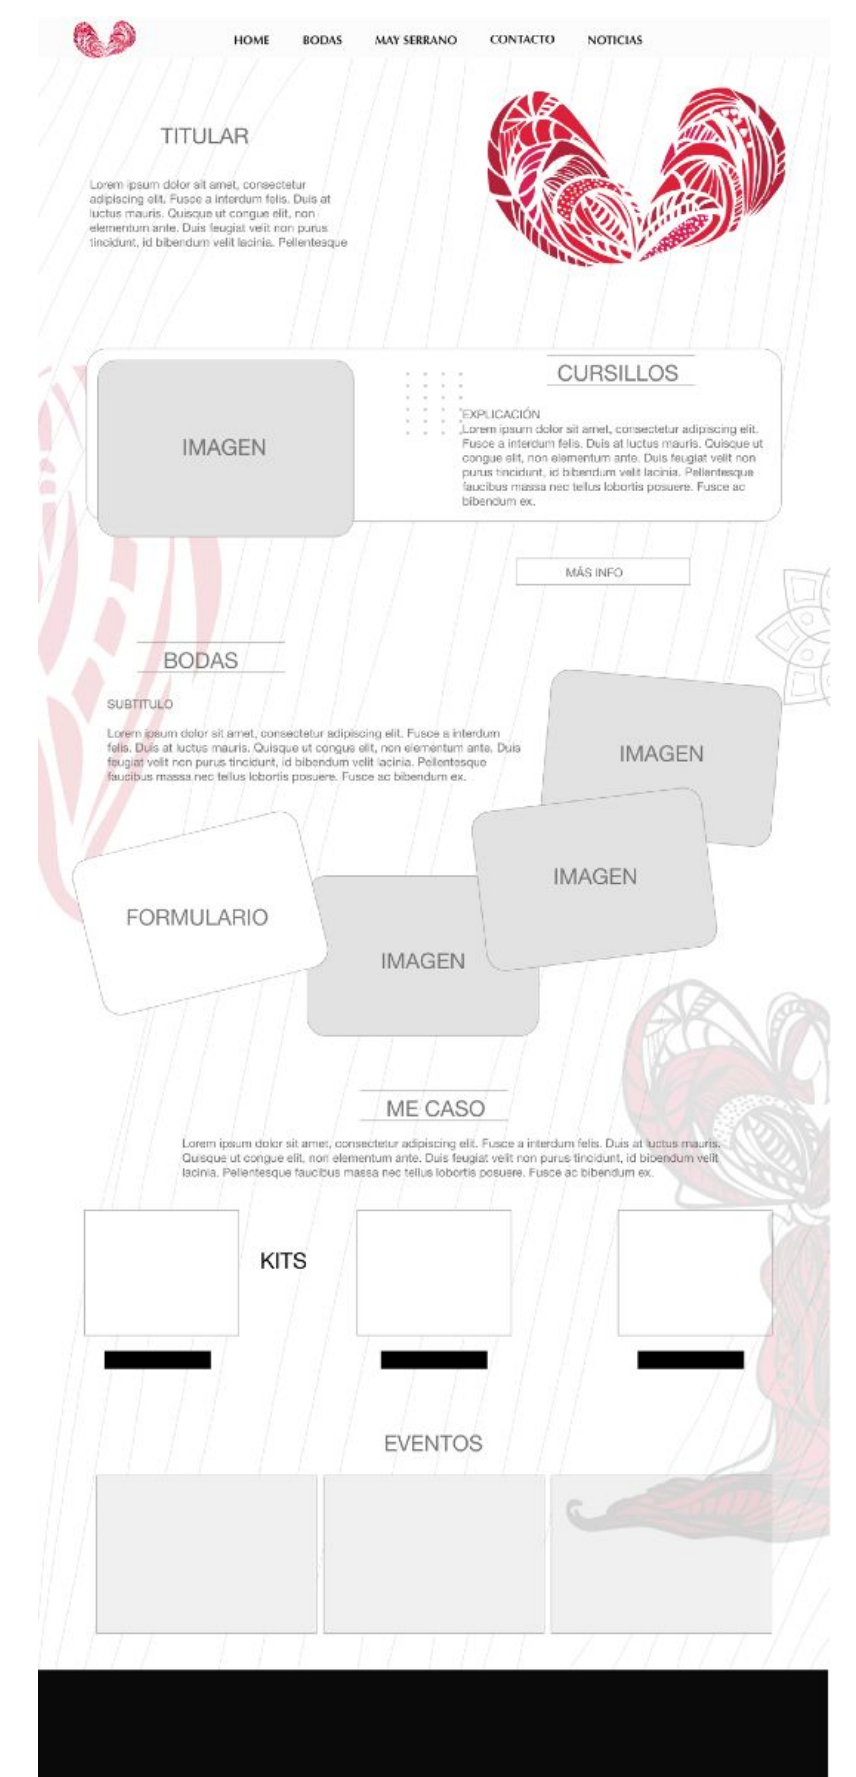 HOME BODAS MAY SERRANO CONTACTO NOTICIAS
TITULAR
Lorem ipsum dolor sit amet, consectetur
adipiscing elit. Fusce a interdum felis. Duis at
luctus mauris. Quisque ut congue elit, non
elementum ante. Duis feugiat velit non purus
tincidunt, id bibendum velit lacinia. Pellentesque
IMAGEN
CURSILLOS
EXPLICACIÓN
Lorem ipsum dolor sit amet, consectetur adipiscing elit.
Fusce a interdum felis. Duis at luctus mauris. Quisque ut
congue elit, non elementum ante. Duis feugiat velit non
purus tincidunt, id bibendum velit lacinia. Pellentesque
faucibus massa nec tellus lobortis posuere. Fusce ac
bibendum ex.
MÁS INFO
BODAS
SUBTITULO
Lorem ipsum dolor sit amet, consectetur adipiscing elit. Fusce a interdum
felis. Duis at luctus mauris. Quisque ut congue elit, non elementum ante. Duis
feugiat velit non purus tincidunt, id bibendum velit lacinia. Pellentesque
faucibus massa nec tellus lobortis posuere. Fusce ac bibendum ex.
IMAGEN
IMAGEN
FORMULARIO
IMAGEN
ME CASO
Lorem ipsum dolor sit amet, consectetur adipiscing elit. Fusce a interdum felis. Duis at luctus mauris.
Quisque ut congue elit, non elementum ante. Duis feugiat velit non purus tincidunt, id bibendum velit
lacinia. Pellentesque faucibus massa nec tellus lobortis posuere. Fusce ac bibendum ex.
KITS
EVENTOS